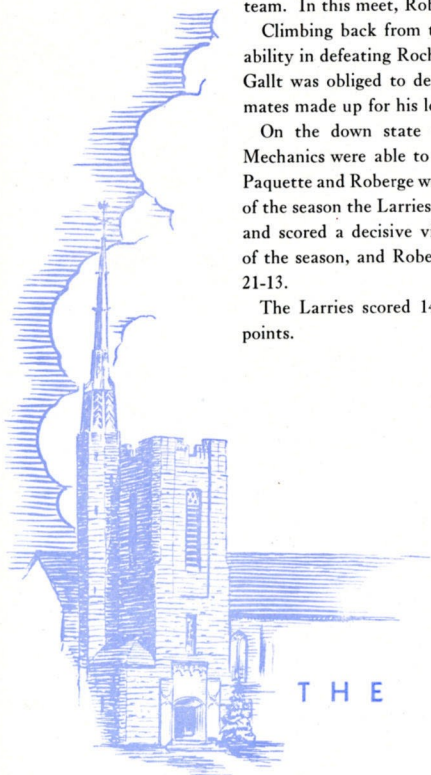 team. In this meet, Rob
Climbing back from t
ability in defeating Roch
Gallt was obliged to de
mates made up for his l
On the down state
Mechanics were able to
Paquette and Roberge w
of the season the Larries
and scored a decisive vi
of the season, and Robe
21-13.
The Larries scored 14
points.
THE